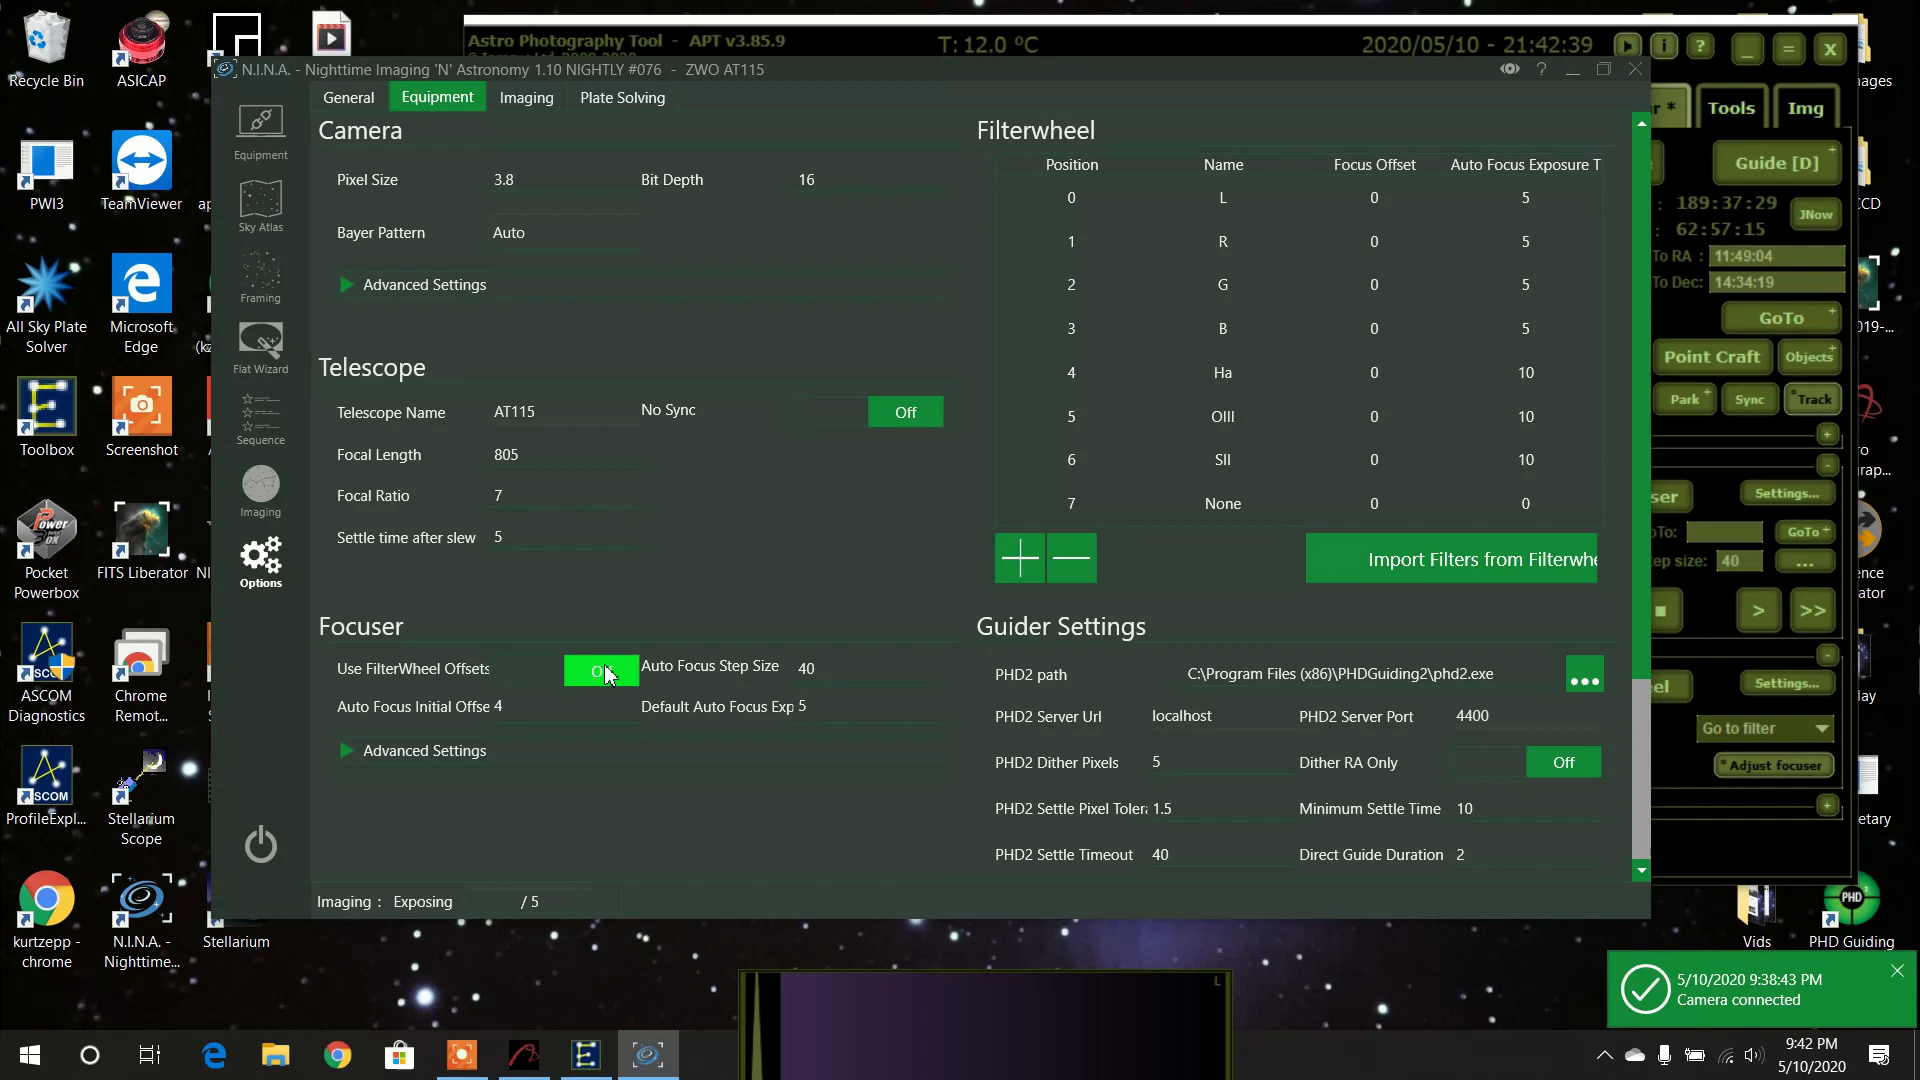 Recycle Bin
ASICAP
PWI3
TeamViewer
All Sky Plate
Solver
Microsoft
Edge
Toolbox
Screenshot
Pocket
Powerbox
FITS Liberator
ASCOM
Diagnostics
Chrome
Remot...
ProfileExpl...
Stellarium
Scope
kurtzepp -
chrome
N.I.N.A. -
Nighttime...
Stellarium
Astro Photography Tool - APT v3.85.9
T: 12.0 °C
2020/05/10 - 21:42:39
N.I.N.A. - Nighttime Imaging 'N' Astronomy 1.10 NIGHTLY #076 - ZWO AT115
General
Equipment
Imaging
Plate Solving
Equipment
Sky Atlas
Framing
Flat Wizard
Sequence
Imaging
Options
Camera
Pixel Size 3.8 Bit Depth 16
Bayer Pattern Auto
Advanced Settings
Telescope
Telescope Name AT115 No Sync Off
Focal Length 805
Focal Ratio 7
Settle time after slew 5
Focuser
Use FilterWheel Offsets Auto Focus Step Size 40
Auto Focus Initial Offse 4 Default Auto Focus Exp 5
Advanced Settings
Filterwheel
Position Name Focus Offset Auto Focus Exposure T
0 L 0 5
1 R 0 5
2 G 0 5
3 B 0 5
4 Ha 0 10
5 OIII 0 10
6 SII 0 10
7 None 0 0
Import Filters from Filterwhe
Guider Settings
PHD2 path C:\Program Files (x86)\PHDGuiding2\phd2.exe ...
PHD2 Server Url localhost PHD2 Server Port 4400
PHD2 Dither Pixels 5 Dither RA Only Off
PHD2 Settle Pixel Toler 1.5 Minimum Settle Time 10
PHD2 Settle Timeout 40 Direct Guide Duration 2
Imaging : Exposing / 5
Tools
Img
Guide [D]
: 189:37:29
JNow
: 62:57:15
To RA : 11:49:04
To Dec: 14:34:19
GoTo
Point Craft
Objects
Park
Sync
*Track
Settings...
GoTo
40
...
Settings...
Go to filter
* Adjust focuser
Vids
PHD
PHD Guiding
5/10/2020 9:38:43 PM
Camera connected
L
9:42 PM
5/10/2020